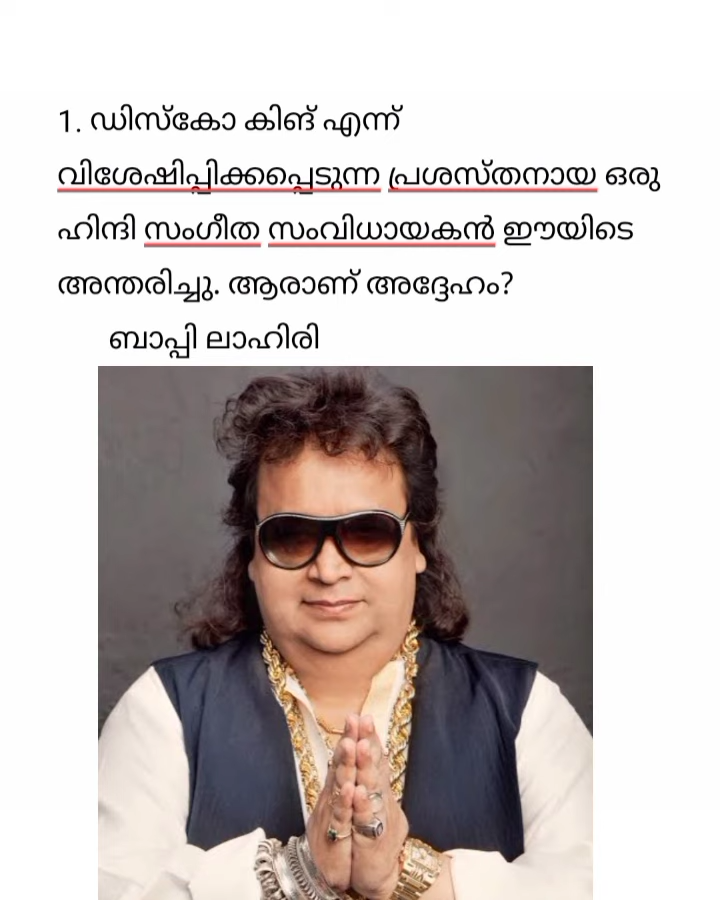 1. ഡിസ്കോ കിങ് എന്ന്
വിശേഷിപ്പിക്കപ്പെടുന്ന പ്രശസ്തനായ ഒരു
ഹിന്ദി സംഗീത സംവിധായകൻ ഈയിടെ
അന്തരിച്ചു. ആരാണ് അദ്ദേഹം?
ബാപ്പി ലാഹിരി